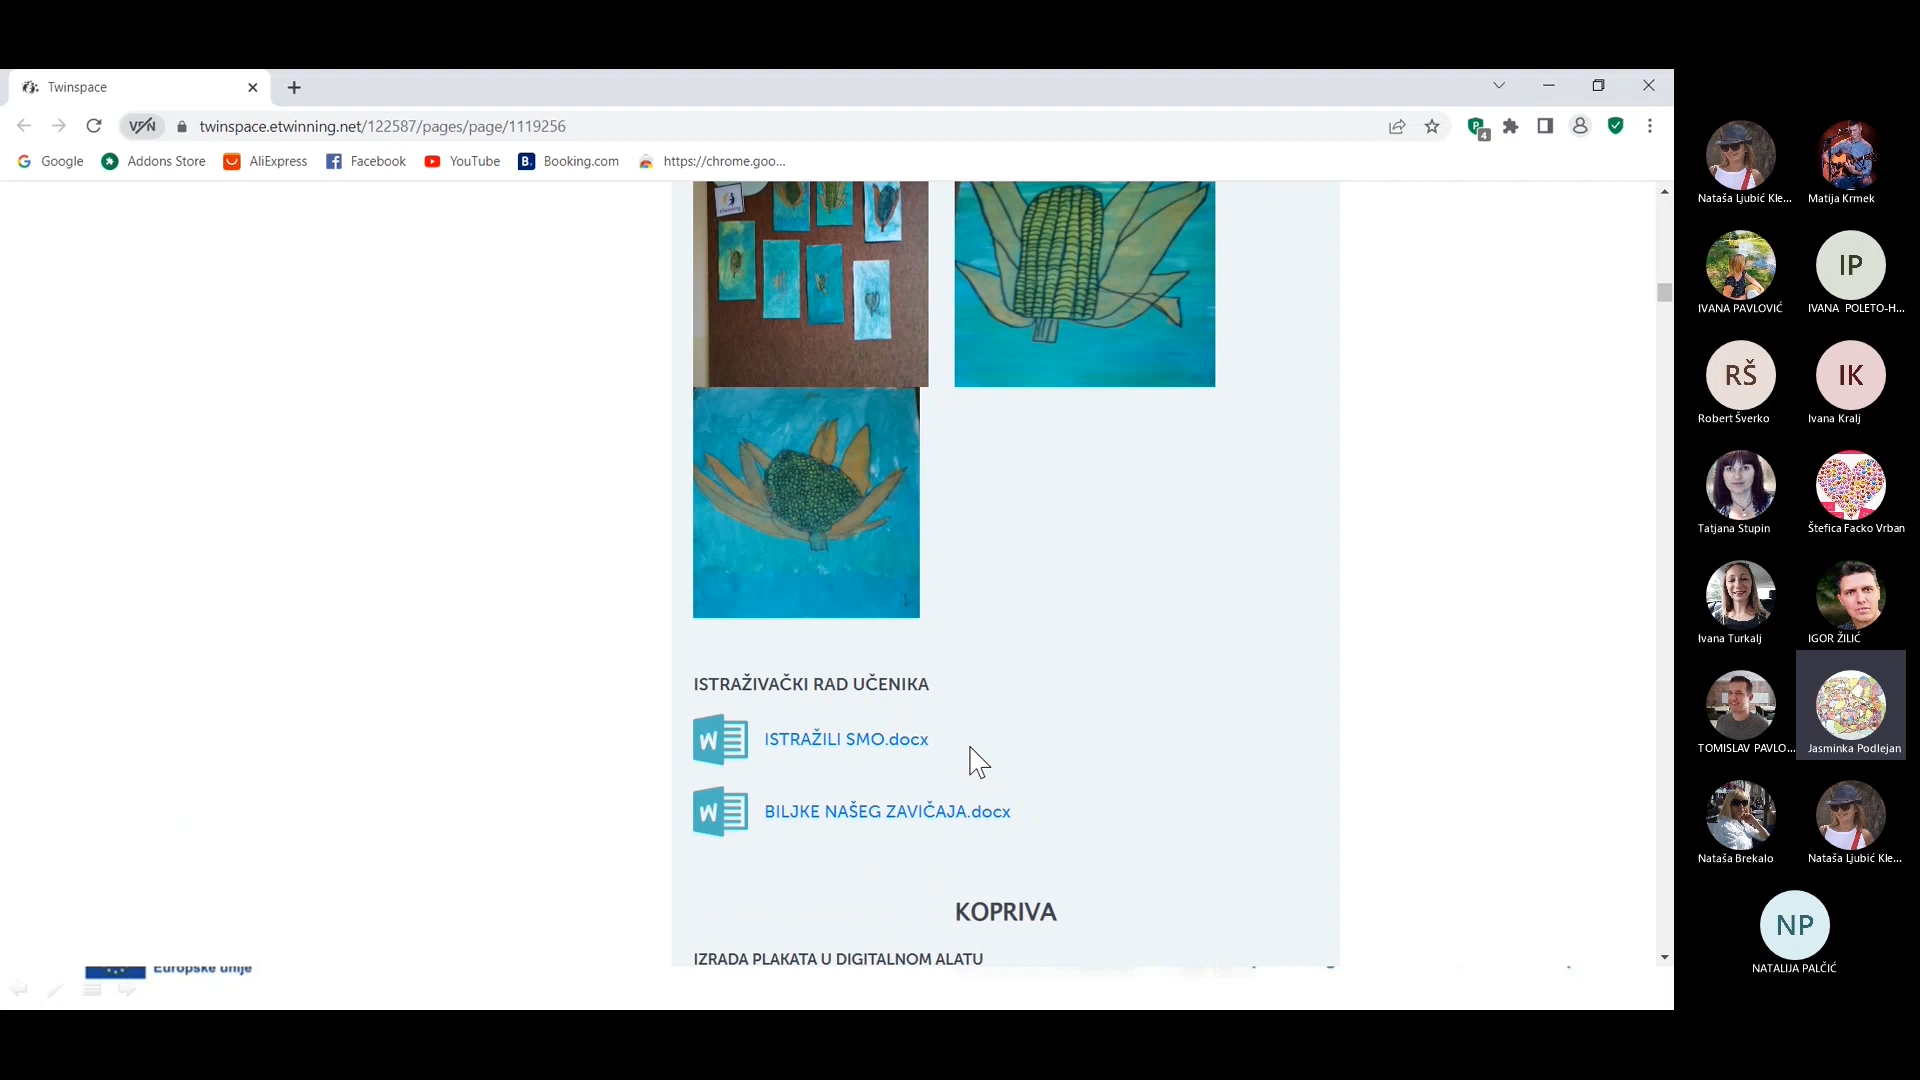 Twinspace
VPN
twinspace.etwinning.net/122587/pages/page/1119256
4
Google
Addons Store
AliExpress
Facebook
YouTube
B.
Booking.com
https://chrome.goo...
ISTRAŽIVAČKI RAD UČENIKA
W
ISTRAŽILI SMO.docx
W
BILJKE NAŠEG ZAVIČAJA.docx
KOPRIVA
IZRADA PLAKATA U DIGITALNOM ALATU
Europske unije
Nataša Ljubić Kle...
Matija Krmek
IVANA PAVLOVIĆ
IP
IVANA POLETO-H...
RŠ
Robert Šverko
IK
Ivana Kralj
Tatjana Stupin
Štefica Facko Vrban
Ivana Turkalj
IGOR ŽILIĆ
TOMISLAV PAVLO...
Jasminka Podlejan
Nataša Brekalo
Nataša Ljubić Kle...
NP
NATALIJA PALČIĆ